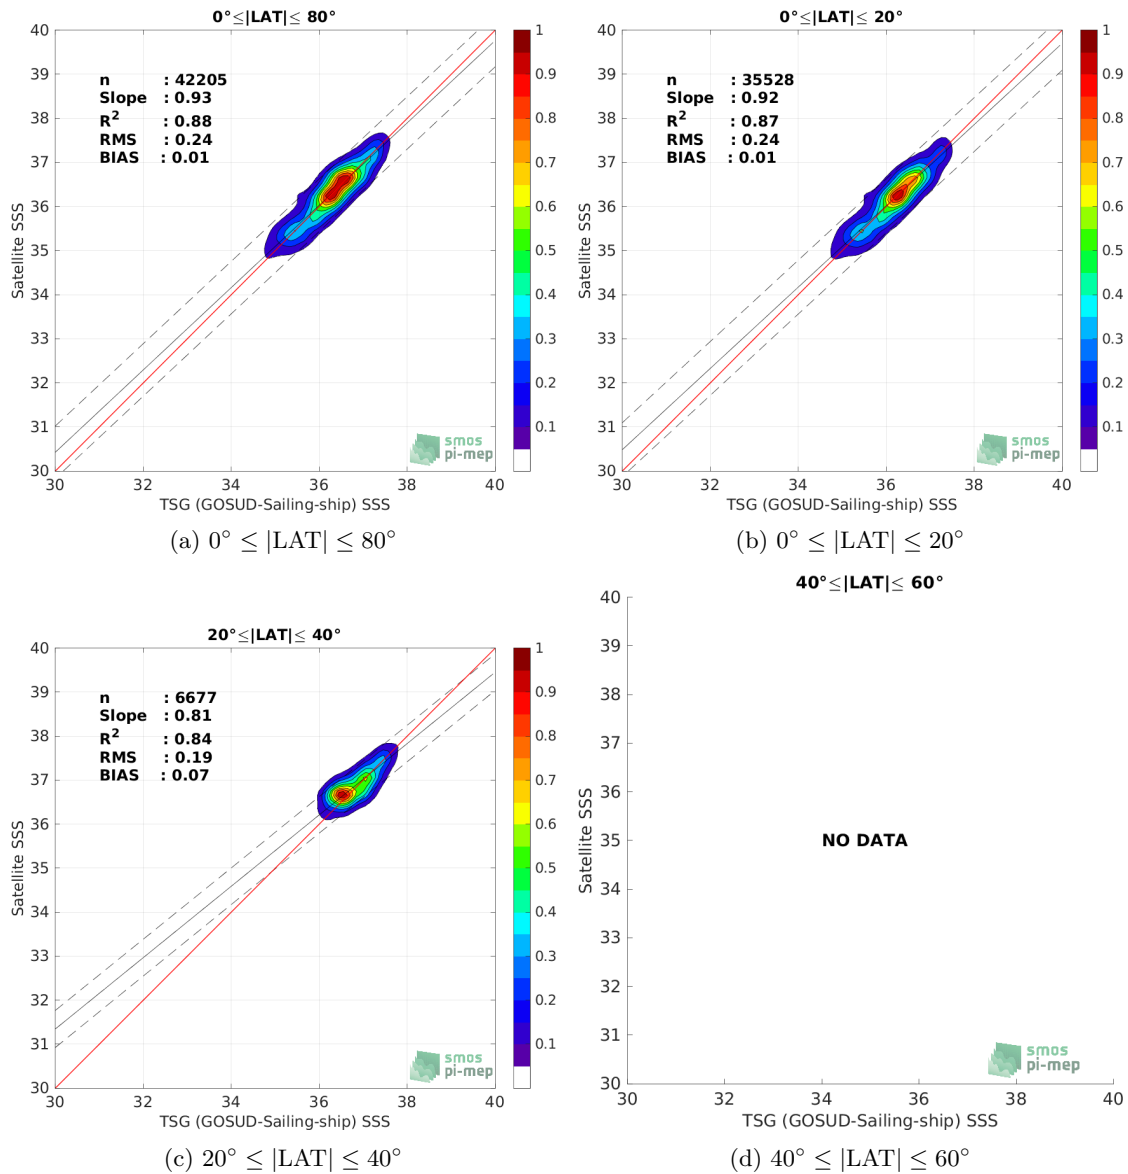 0°≤|LAT|≤ 80°
40
39
38
37
36
35
34
33
32
31
30
n : 42205
Slope : 0.93
R2 : 0.88
RMS : 0.24
BIAS : 0.01
Satellite SSS
30 32 34 36 38 40
TSG (GOSUD-Sailing-ship) SSS
smos
pi-mep
1
0.9
0.8
0.7
0.6
0.5
0.4
0.3
0.2
0.1
(a) 0° ≤ |LAT| ≤ 80°
0°≤|LAT|≤ 20°
40
39
38
37
36
35
34
33
32
31
30
n : 35528
Slope : 0.92
R2 : 0.87
RMS : 0.24
BIAS : 0.01
Satellite SSS
30 32 34 36 38 40
TSG (GOSUD-Sailing-ship) SSS
smos
pi-mep
1
0.9
0.8
0.7
0.6
0.5
0.4
0.3
0.2
0.1
(b) 0° ≤ |LAT| ≤ 20°
20°≤|LAT|≤ 40°
40
39
38
37
36
35
34
33
32
31
30
n : 6677
Slope : 0.81
R2 : 0.84
RMS : 0.19
BIAS : 0.07
Satellite SSS
30 32 34 36 38 40
TSG (GOSUD-Sailing-ship) SSS
smos
pi-mep
1
0.9
0.8
0.7
0.6
0.5
0.4
0.3
0.2
0.1
(c) 20° ≤ |LAT| ≤ 40°
40°≤|LAT|≤ 60°
40
39
38
37
36
35
34
33
32
31
30
NO DATA
Satellite SSS
30 32 34 36 38 40
TSG (GOSUD-Sailing-ship) SSS
smos
pi-mep
(d) 40° ≤ |LAT| ≤ 60°